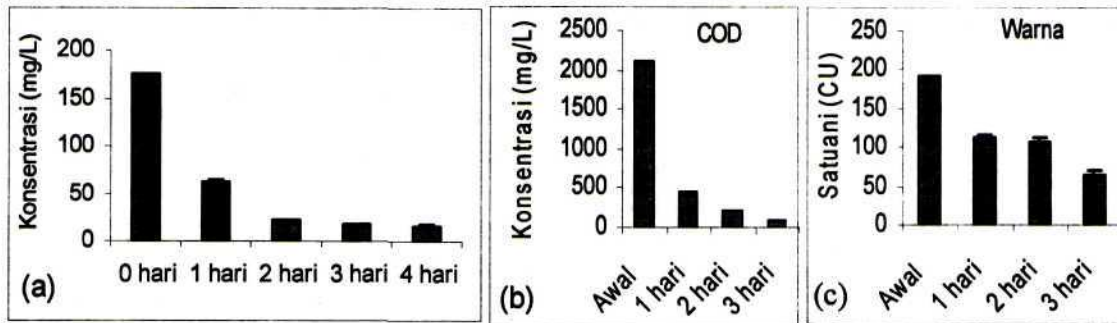 Konsentrasi (mg/L)
200
150
100
50
0
0 hari 1 hari 2 hari 3 hari 4 hari
(a)
COD
Konsentrasi (mg/L)
2500
2000
1500
1000
500
0
Awal 1 hari 2 hari 3 hari
(b)
Warna
Satuani (CU)
250
200
150
100
50
0
Awal 1 hari 2 hari 3 hari
(c)